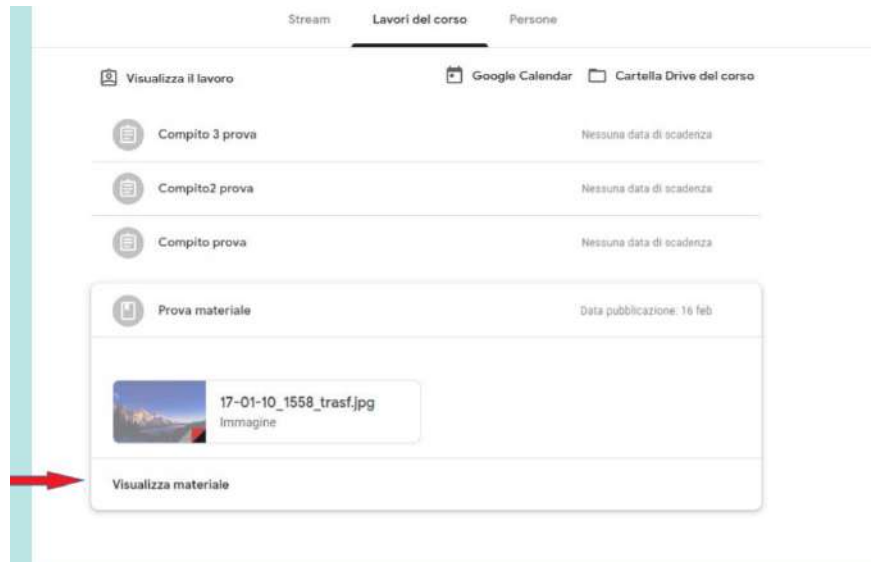 Stream Lavori del corso Persone
Visualizza il lavoro Google Calendar Cartella Drive del corso
Compito 3 prova Nessuna data di scadenza
Compito2 prova Nessuna data di scadenza
Compito prova Nessuna data di scadenza
Prova materiale Data pubblicazione: 16 feb
17-01-10_1558_trasf.jpg
Immagine
Visualizza materiale